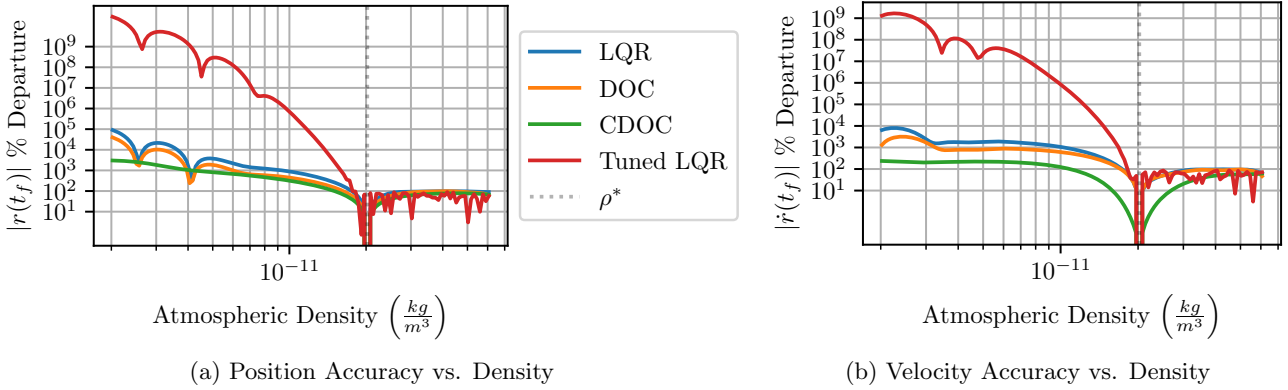 |r(t_f)| % Departure
10^9
10^8
10^7
10^6
10^5
10^4
10^3
10^2
10^1
10^{-11}
Atmospheric Density (kg/m^3)
(a) Position Accuracy vs. Density
LQR
DOC
CDOC
Tuned LQR
ρ*
|ṙ(t_f)| % Departure
10^9
10^8
10^7
10^6
10^5
10^4
10^3
10^2
10^1
10^{-11}
Atmospheric Density (kg/m^3)
(b) Velocity Accuracy vs. Density